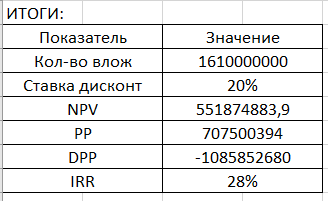 ИТОГИ:
Показатель Значение
Кол-во влож 1610000000
Ставка дисконт 20%
NPV 551874883,9
PP 707500394
DPP -1085852680
IRR 28%